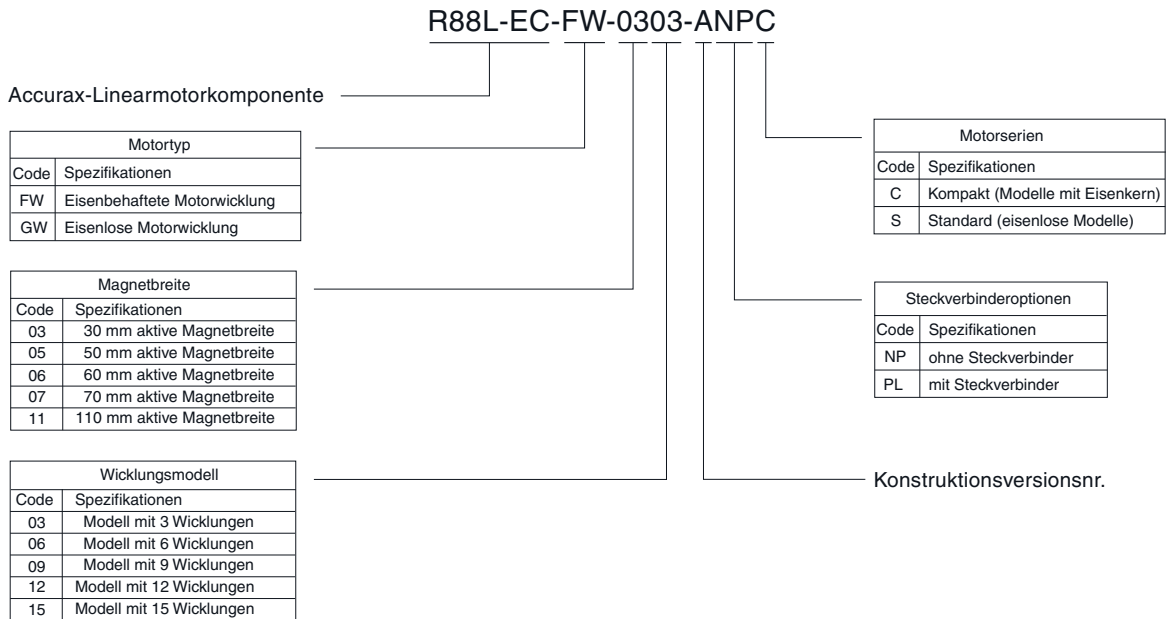 R88L-EC-FW-0303-ANPC
Accurax-Linearmotorkomponente
Motortyp
Code Spezifikationen
FW Eisenbehaftete Motorwicklung
GW Eisenlose Motorwicklung
Magnetbreite
Code Spezifikationen
03 30 mm aktive Magnetbreite
05 50 mm aktive Magnetbreite
06 60 mm aktive Magnetbreite
07 70 mm aktive Magnetbreite
11 110 mm aktive Magnetbreite
Wicklungsmodell
Code Spezifikationen
03 Modell mit 3 Wicklungen
06 Modell mit 6 Wicklungen
09 Modell mit 9 Wicklungen
12 Modell mit 12 Wicklungen
15 Modell mit 15 Wicklungen
Motorserien
Code Spezifikationen
C Kompakt (Modelle mit Eisenkern)
S Standard (eisenlose Modelle)
Steckverbinderoptionen
Code Spezifikationen
NP ohne Steckverbinder
PL mit Steckverbinder
Konstruktionsversionsnr.